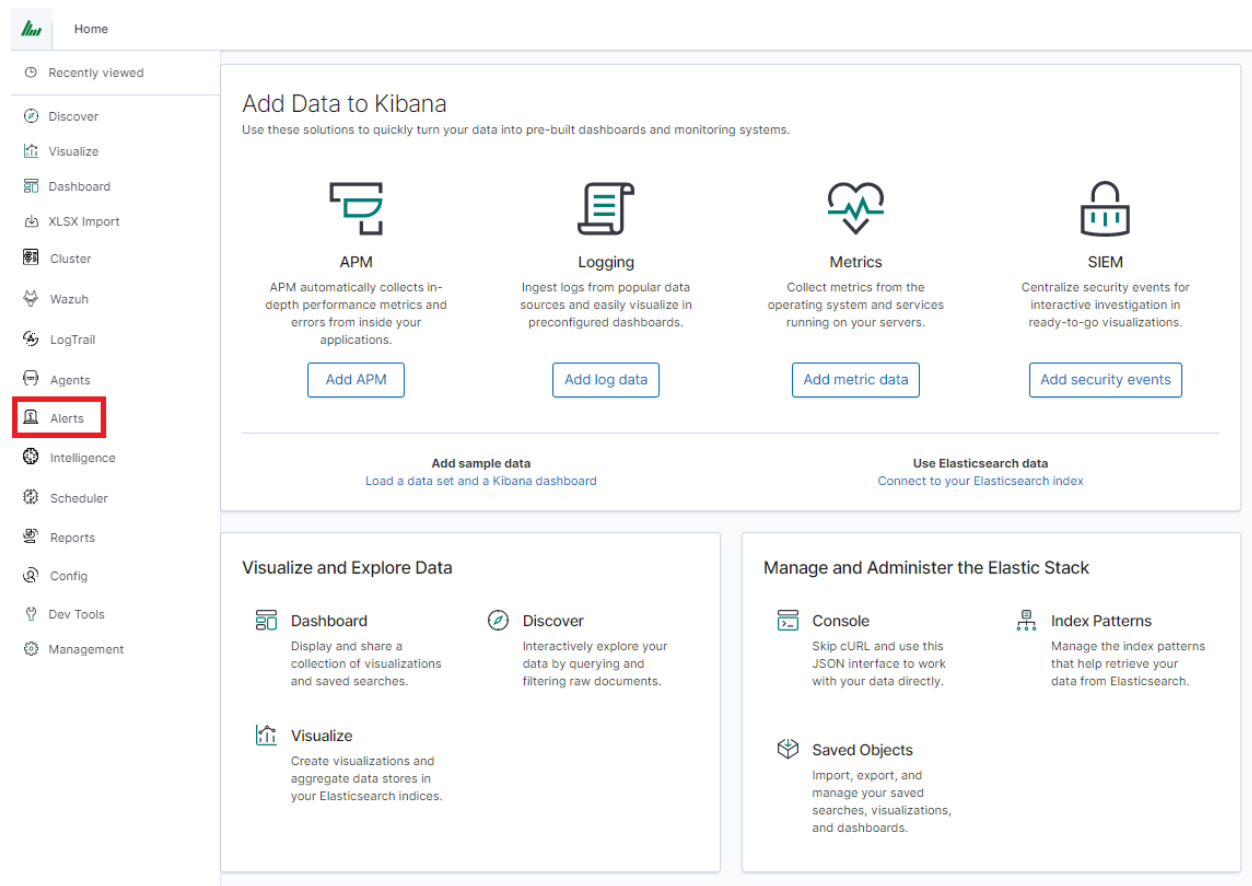 Home
Recently viewed
Discover
Visualize
Dashboard
XLSX Import
Cluster
Wazuh
LogTrail
Agents
Alerts
Intelligence
Scheduler
Reports
Config
Dev Tools
Management
Add Data to Kibana
Use these solutions to quickly turn your data into pre-built dashboards and monitoring systems.
APM
APM automatically collects in-
depth performance metrics and
errors from inside your
applications.
Add APM
Logging
Ingest logs from popular data
sources and easily visualize in
preconfigured dashboards.
Add log data
Metrics
Collect metrics from the
operating system and services
running on your servers.
Add metric data
SIEM
Centralize security events for
interactive investigation in
ready-to-go visualizations.
Add security events
Add sample data
Load a data set and a Kibana dashboard
Use Elasticsearch data
Connect to your Elasticsearch index
Visualize and Explore Data
Dashboard
Display and share a
collection of visualizations
and saved searches.
Discover
Interactively explore your
data by querying and
filtering raw documents.
Visualize
Create visualizations and
aggregate data stores in
your Elasticsearch indices.
Manage and Administer the Elastic Stack
Console
Skip cURL and use this
JSON interface to work
with your data directly.
Index Patterns
Manage the index patterns
that help retrieve your
data from Elasticsearch.
Saved Objects
Import, export, and
manage your saved
searches, visualizations,
and dashboards.